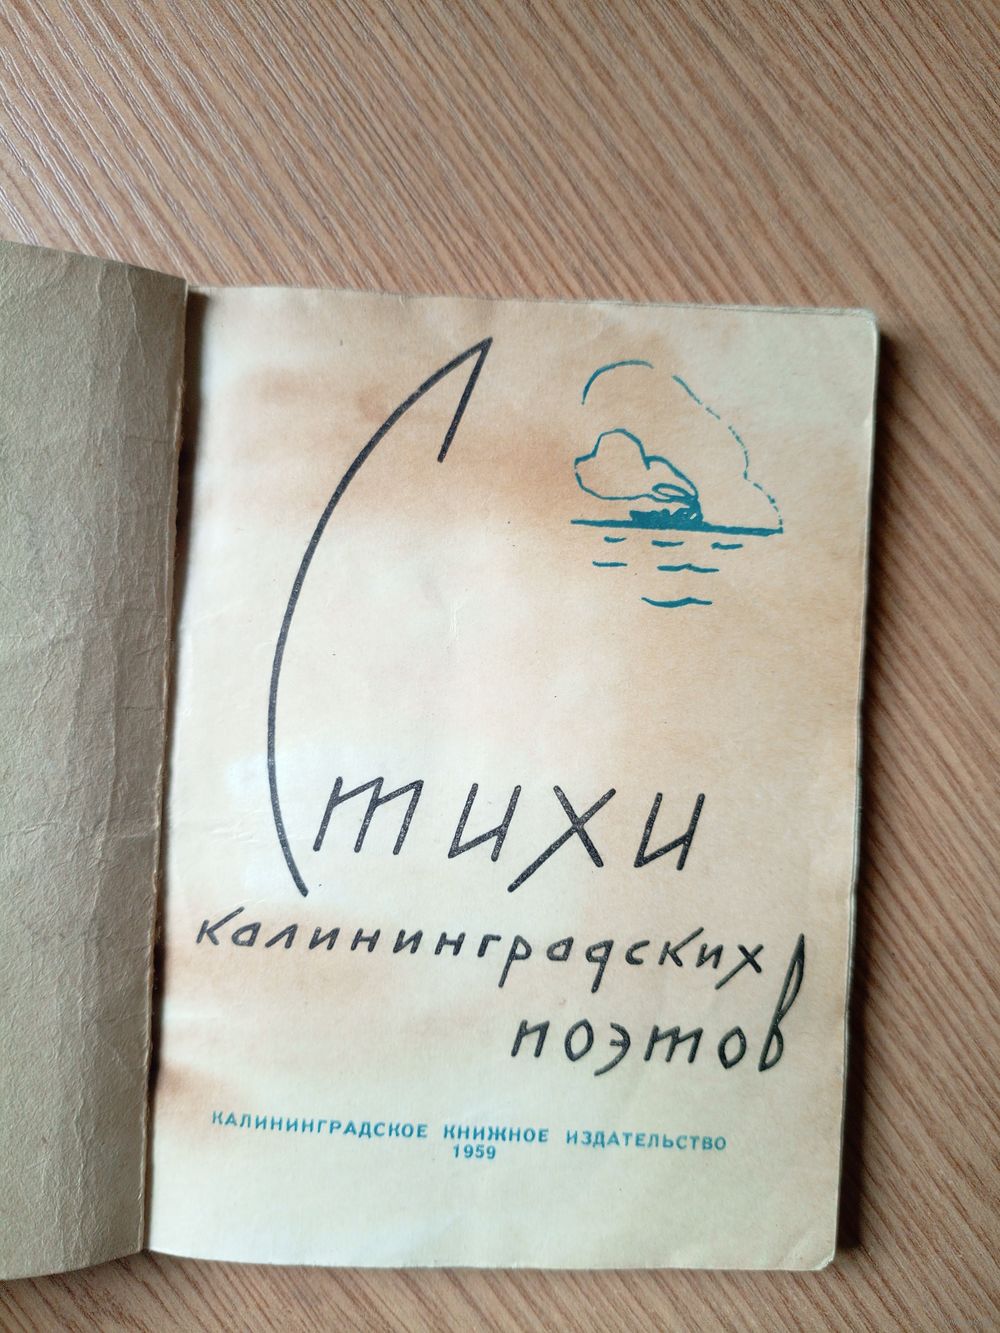 Стихи
калининградских
поэтов
КАЛИНИНГРАДСКОЕ КНИЖНОЕ ИЗДАТЕЛЬСТВО
1959